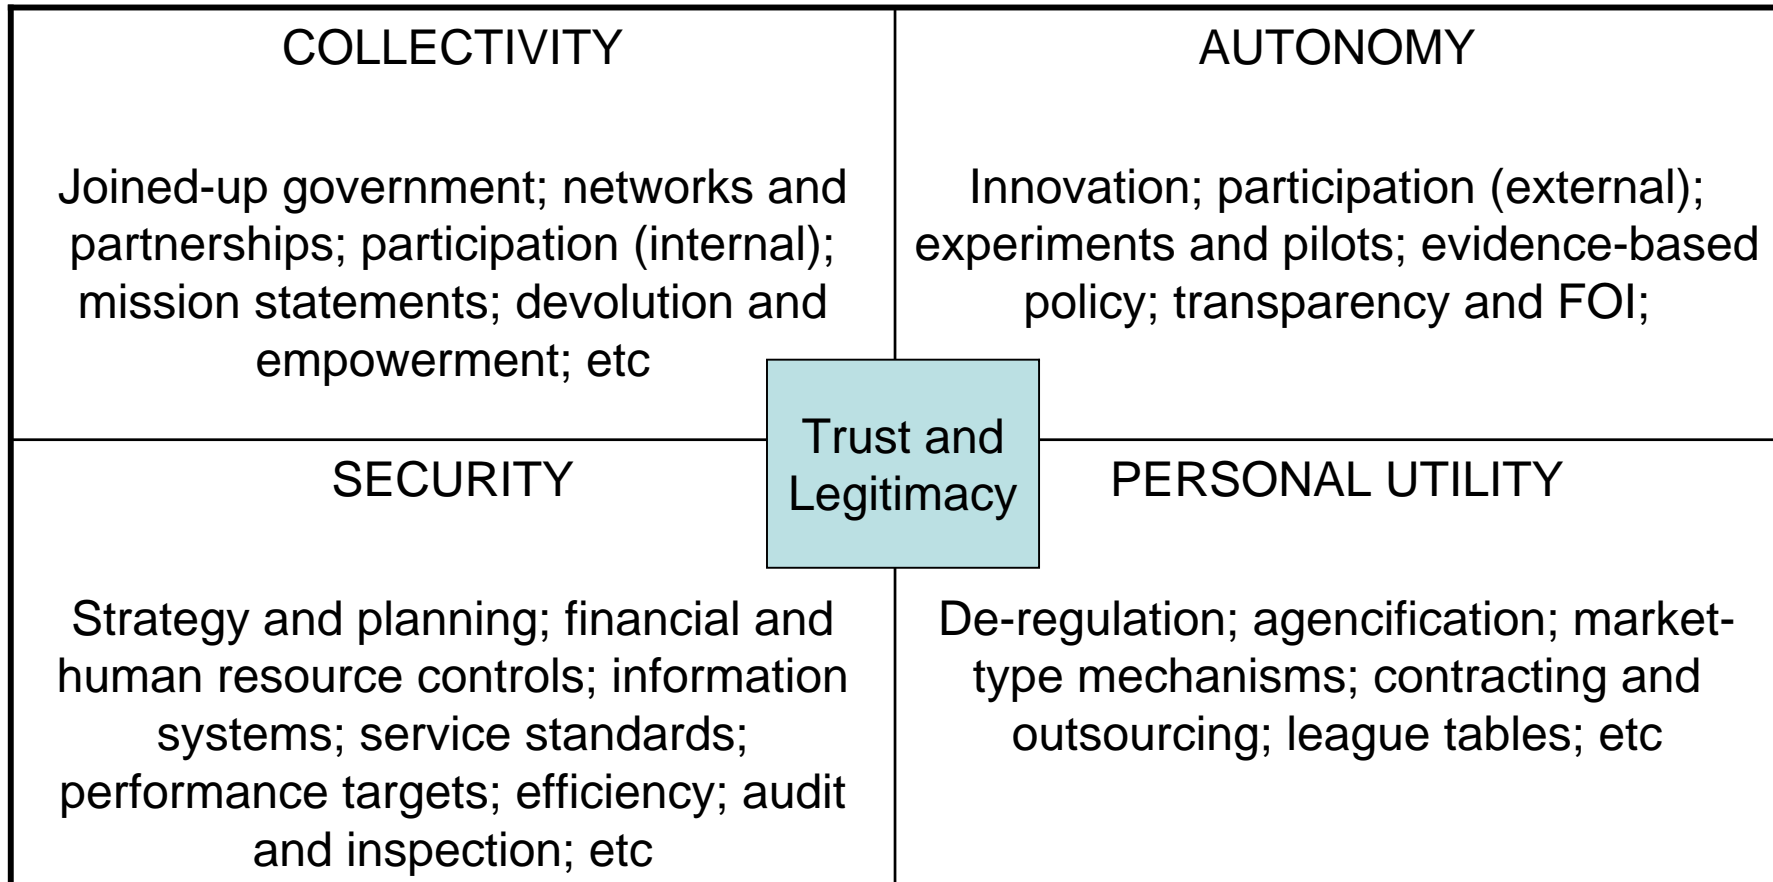 COLLECTIVITY
Joined-up government; networks and
partnerships; participation (internal);
mission statements; devolution and
empowerment; etc
AUTONOMY
Innovation; participation (external);
experiments and pilots; evidence-based
policy; transparency and FOI;
Trust and
Legitimacy
SECURITY
Strategy and planning; financial and
human resource controls; information
systems; service standards;
performance targets; efficiency; audit
and inspection; etc
PERSONAL UTILITY
De-regulation; agencification; market-
type mechanisms; contracting and
outsourcing; league tables; etc